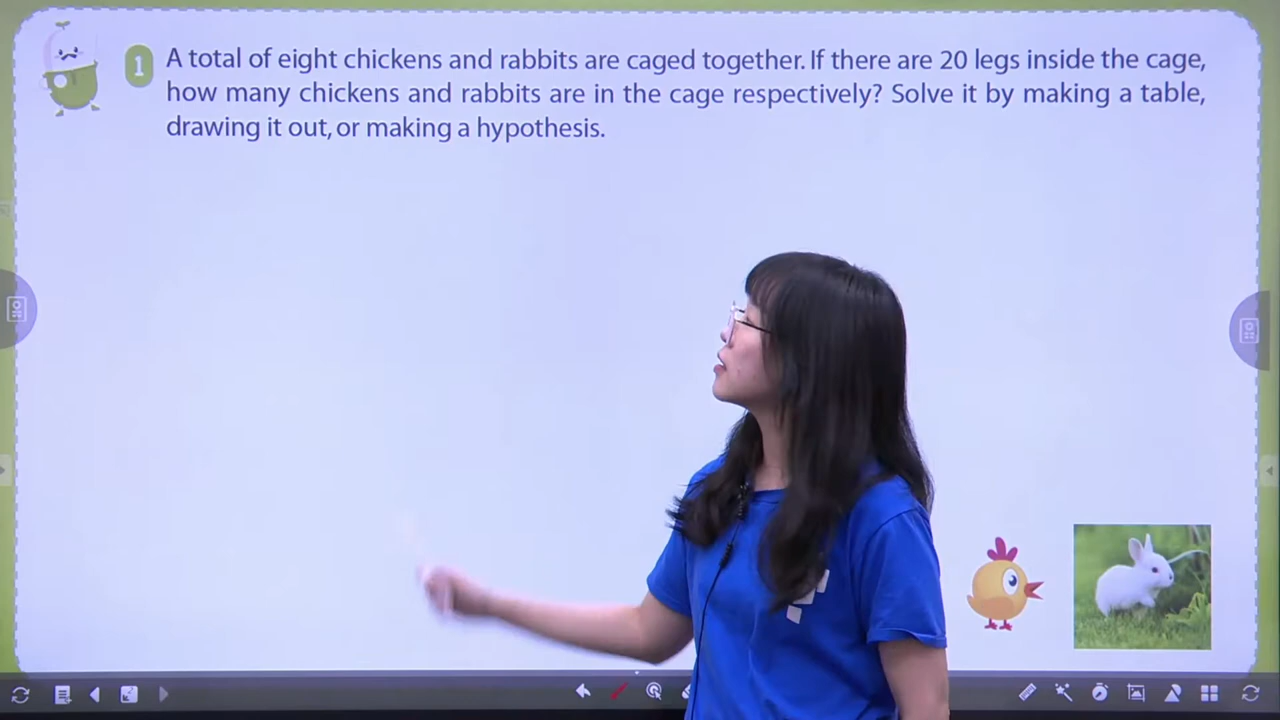 1 A total of eight chickens and rabbits are caged together. If there are 20 legs inside the cage,
how many chickens and rabbits are in the cage respectively? Solve it by making a table,
drawing it out, or making a hypothesis.